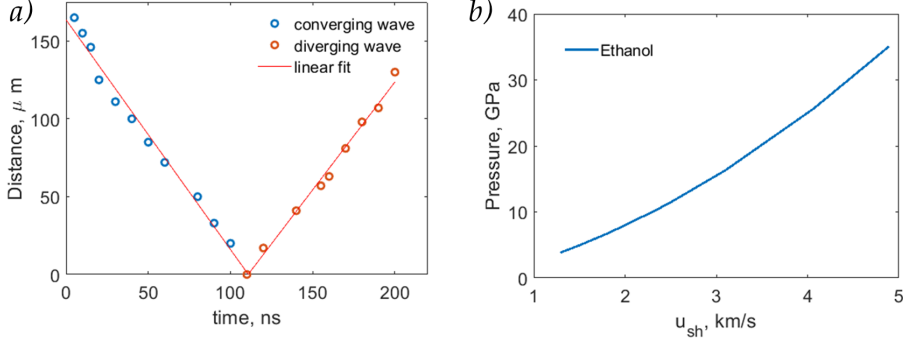 a)
converging wave
diverging wave
linear fit
150
100
50
0
Distance, μ m
0
50
100
150
200
time, ns
b)
Ethanol
40
30
20
10
0
Pressure, GPa
1
2
3
4
5
u_sh, km/s